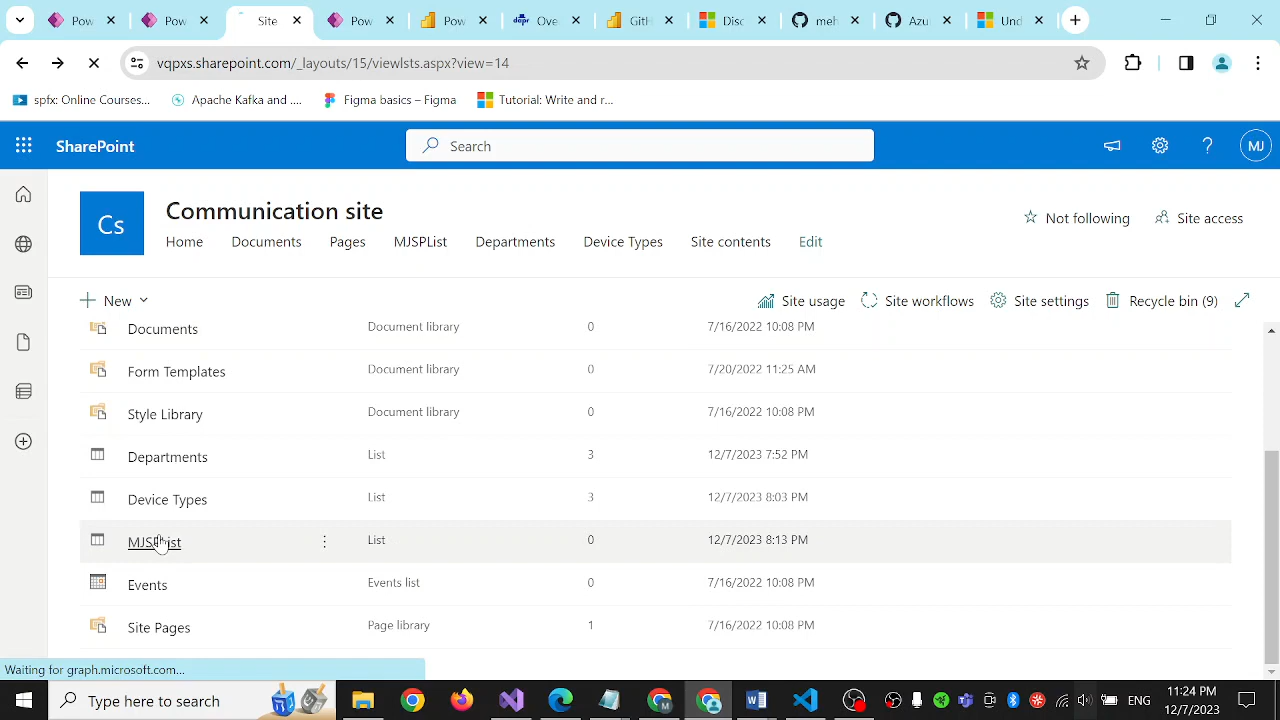 Pow
Pow
Site
Pow
Pow
Ove
GitH
Disc
meh
Azu
Und
vqpxs.sharepoint.com/_layouts/15/viewlsts.aspx?view=14
spfx: Online Courses...
Apache Kafka and ....
Figma basics – Figma
Tutorial: Write and r...
SharePoint
Search
MJ
Cs
Communication site
Not following
Site access
Home
Documents
Pages
MJSPList
Departments
Device Types
Site contents
Edit
New
Site usage
Site workflows
Site settings
Recycle bin (9)
Documents Document library 0 7/16/2022 10:08 PM
Form Templates Document library 0 7/20/2022 11:25 AM
Style Library Document library 0 7/16/2022 10:08 PM
Departments List 3 12/7/2023 7:52 PM
Device Types List 3 12/7/2023 8:03 PM
MJSPList List 0 12/7/2023 8:13 PM
Events Events list 0 7/16/2022 10:08 PM
Site Pages Page library 1 7/16/2022 10:08 PM
Waiting for graph.microsoft.com...
Type here to search
ENG
11:24 PM
12/7/2023